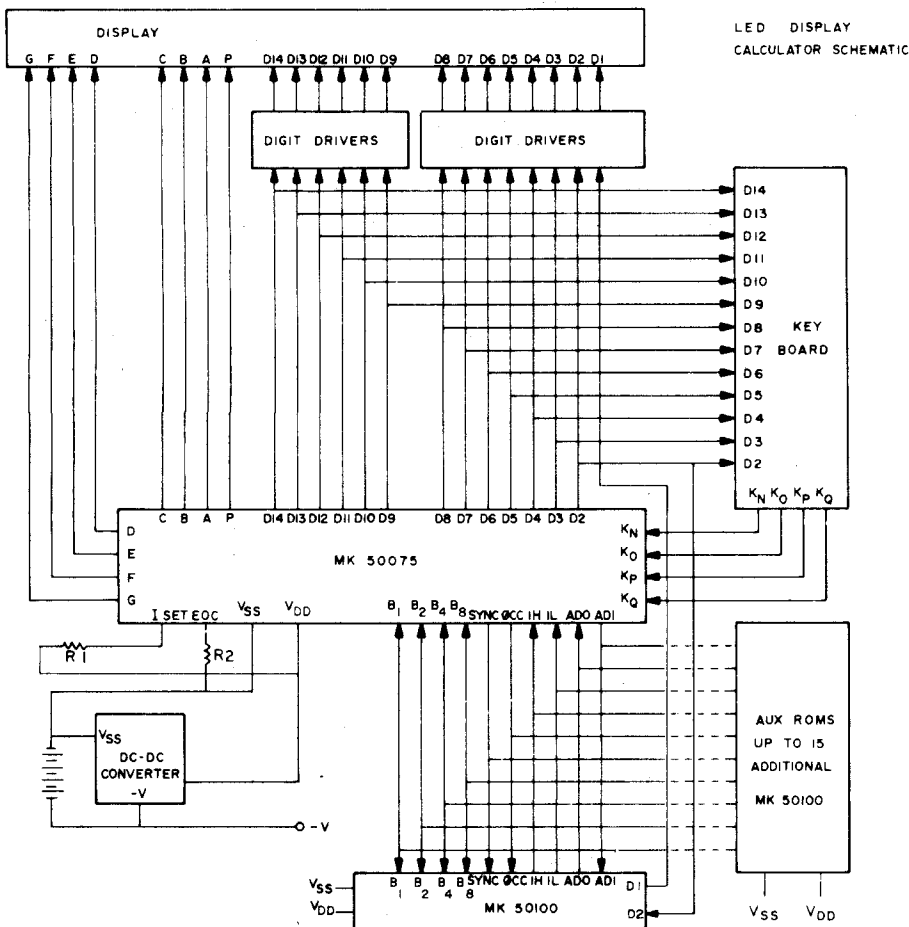 LED DISPLAY
CALCULATOR SCHEMATIC
DISPLAY
G F E D C B A P D14 D13 D12 D11 D10 D9 D8 D7 D6 D5 D4 D3 D2 D1
DIGIT DRIVERS DIGIT DRIVERS
D14
D13
D12
D11
D10
D9
D8
D7
D6
D5
D4
D3
D2
KEY
BOARD
KN KO KP KQ
C B A P D14 D13 D12 D11 D10 D9 D8 D7 D6 D5 D4 D3 D2
D
E
F
G
MK 50075
KN
KO
KP
KQ
I SET EOC VSS VDD B1 B2 B4 B8 SYNC ØCC IH IL ADO ADI
R1
R2
VSS
DC-DC
CONVERTER
-V
-V
AUX ROMS
UP TO 15
ADDITIONAL
MK 50100
VSS VDD
VSS
VDD
B1 B2 B4 B8 SYNC ØCC IH IL ADO ADI
D1
D2
MK 50100